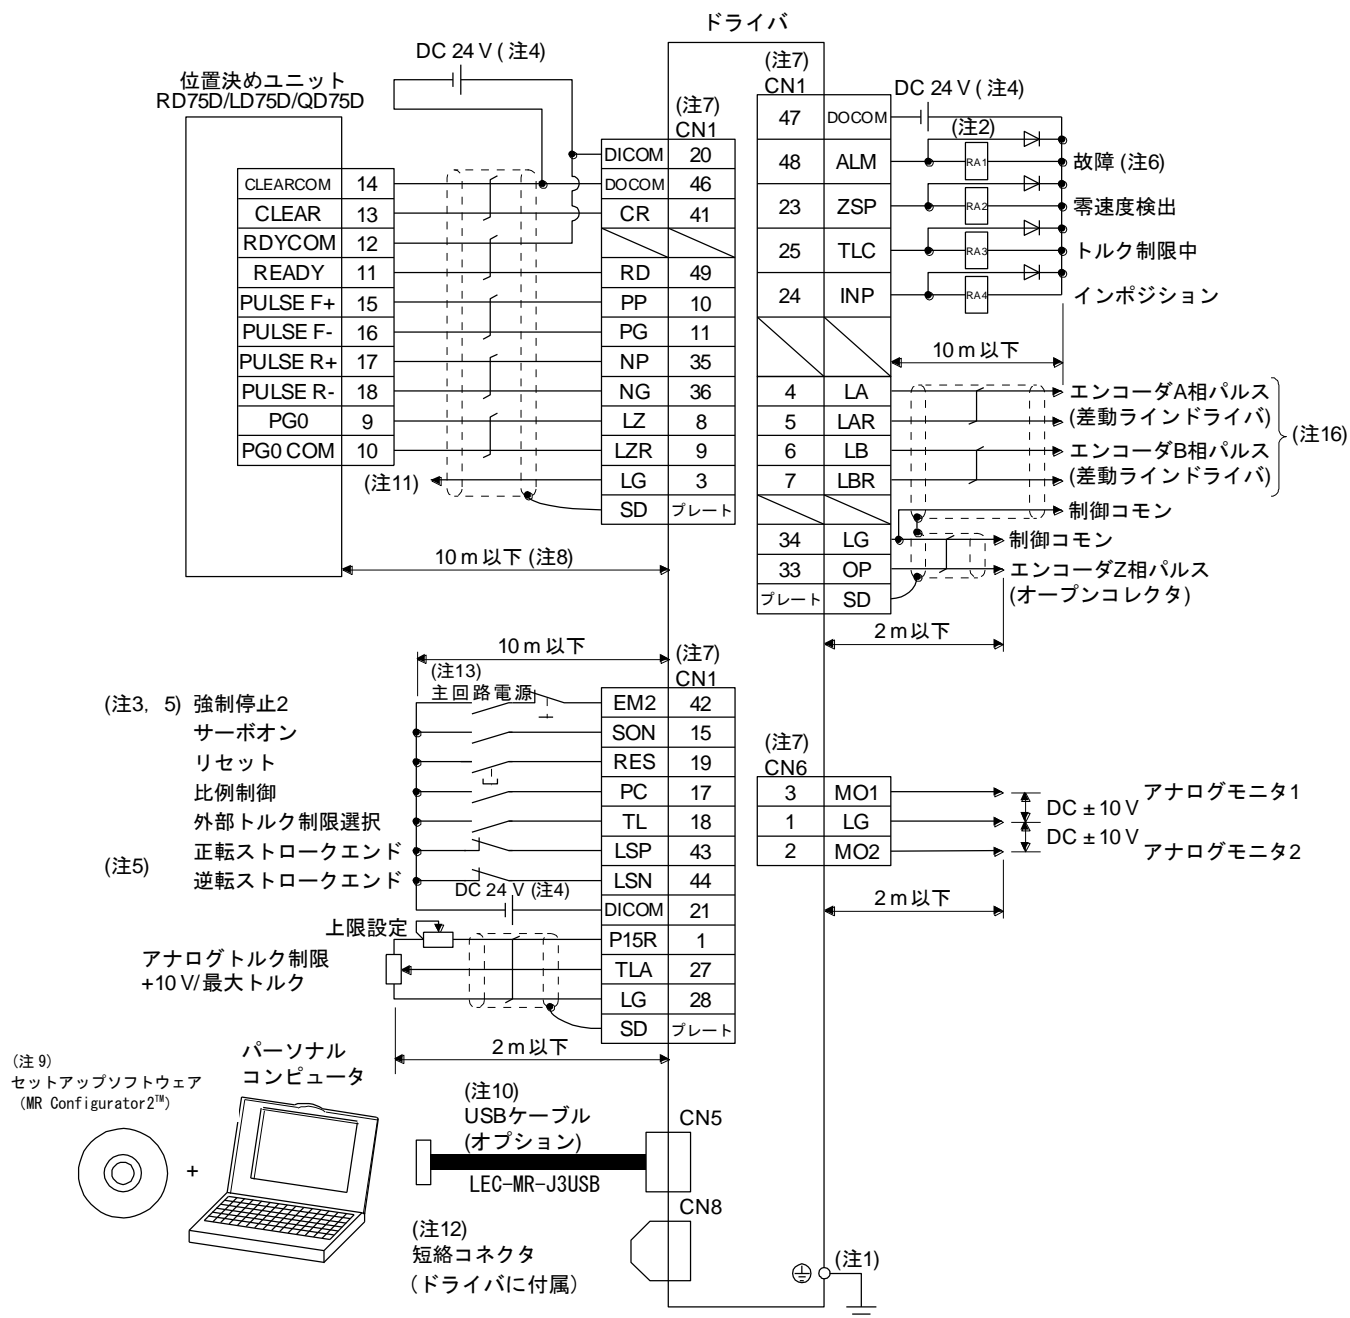 ドライバ
DC 24 V ( 注4)
位置決めユニット
RD75D/LD75D/QD75D
(注7)
CN1
DICOM 20
CLEARCOM 14 DOCOM 46
CLEAR 13 CR 41
RDYCOM 12
READY 11 RD 49
PULSE F+ 15 PP 10
PULSE F- 16 PG 11
PULSE R+ 17 NP 35
PULSE R- 18 NG 36
PG0 9 LZ 8
PG0 COM 10 LZR 9
(注11) LG 3
SD プレート
10 m 以下 (注8)
(注7)
CN1
DC 24 V ( 注4)
47 DOCOM
(注2)
48 ALM RA1 故障 (注6)
23 ZSP RA2 零速度検出
25 TLC RA3 トルク制限中
24 INP RA4 インポジション
10 m 以下
4 LA エンコーダA相パルス
5 LAR (差動ラインドライバ)
(注16)
6 LB エンコーダB相パルス
7 LBR (差動ラインドライバ)
制御コモン
34 LG 制御コモン
33 OP エンコーダZ相パルス
(オープンコレクタ)
プレート SD
2 m 以下
10 m 以下
(注7)
CN1
(注13)
主回路電源
(注3, 5) 強制停止2 EM2 42
サーボオン SON 15
リセット RES 19
比例制御 PC 17
外部トルク制限選択 TL 18
正転ストロークエンド LSP 43
(注5)
逆転ストロークエンド LSN 44
DC 24 V (注4)
DICOM 21
上限設定
P15R 1
アナログトルク制限
+10 V/最大トルク
TLA 27
LG 28
SD プレート
2 m 以下
(注7)
CN6
3 MO1 アナログモニタ1
DC ± 10 V
1 LG
DC ± 10 V
2 MO2 アナログモニタ2
2 m 以下
(注 9)
セットアップソフトウェア
(MR Configurator2™)
+
パーソナル
コンピュータ
(注10)
USBケーブル
(オプション)
LEC-MR-J3USB
CN5
CN8
(注12)
短絡コネクタ
(ドライバに付属)
(注1)